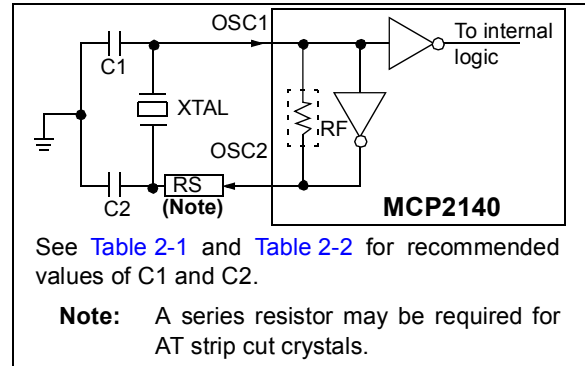 OSC1
To internal
logic
C1
XTAL
RF
OSC2
RS
(Note)
C2
MCP2140
See Table 2-1 and Table 2-2 for recommended
values of C1 and C2.
Note: A series resistor may be required for
AT strip cut crystals.